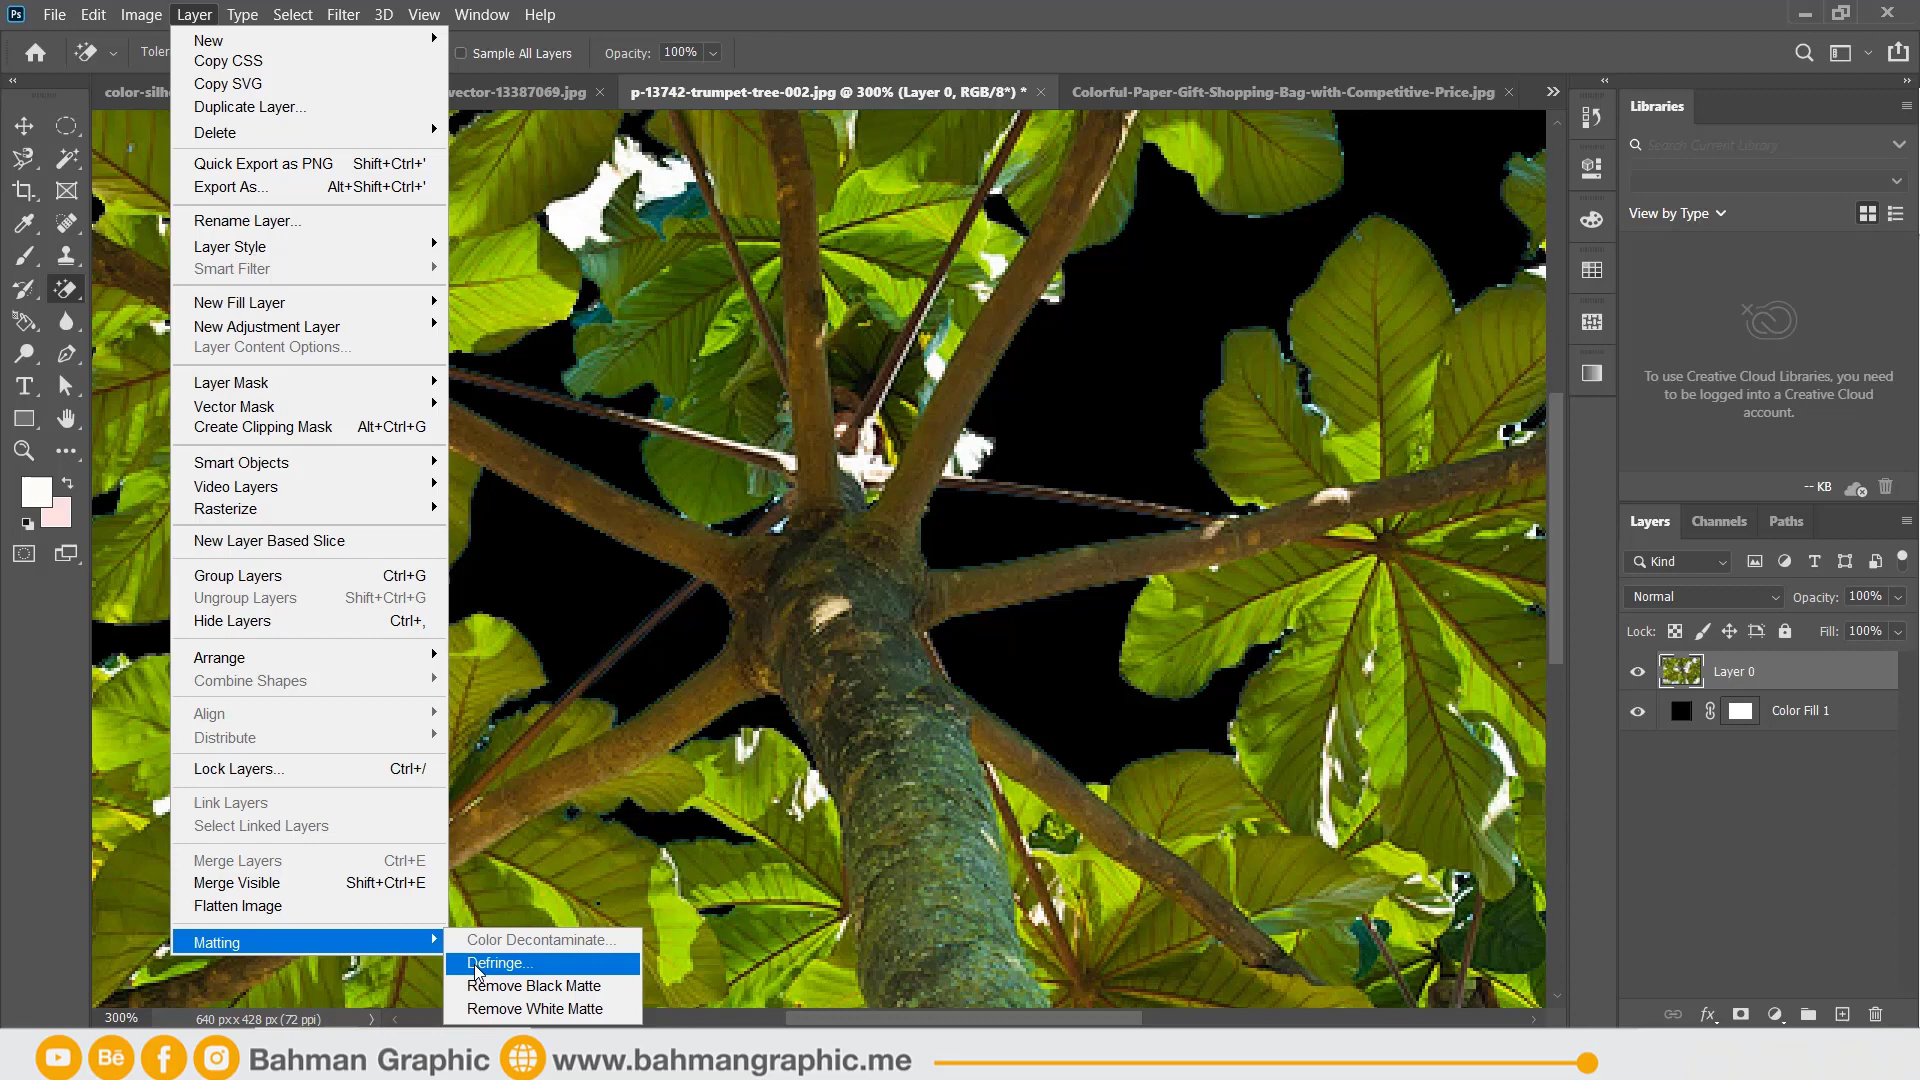 Ps File Edit Image Layer Type Select Filter 3D View Window Help
Toler Sample All Layers Opacity: 100%
color-silh vector-13387069.jpg p-13742-trumpet-tree-002.jpg @ 300% (Layer 0, RGB/8*) * Colorful-Paper-Gift-Shopping-Bag-with-Competitive-Price.jpg
New
Copy CSS
Copy SVG
Duplicate Layer...
Delete
Quick Export as PNG Shift+Ctrl+'
Export As... Alt+Shift+Ctrl+'
Rename Layer...
Layer Style
Smart Filter
New Fill Layer
New Adjustment Layer
Layer Content Options...
Layer Mask
Vector Mask
Create Clipping Mask Alt+Ctrl+G
Smart Objects
Video Layers
Rasterize
New Layer Based Slice
Group Layers Ctrl+G
Ungroup Layers Shift+Ctrl+G
Hide Layers Ctrl+,
Arrange
Combine Shapes
Align
Distribute
Lock Layers... Ctrl+/
Link Layers
Select Linked Layers
Merge Layers Ctrl+E
Merge Visible Shift+Ctrl+E
Flatten Image
Matting
Color Decontaminate...
Defringe...
Remove Black Matte
Remove White Matte
Libraries
Search Current Library
View by Type
To use Creative Cloud Libraries, you need
to be logged into a Creative Cloud
account.
-- KB
Layers Channels Paths
Kind
Normal Opacity: 100%
Lock: Fill: 100%
Layer 0
Color Fill 1
fx
300% 640 px x 428 px (72 ppi)
Bē Bahman Graphic www.bahmangraphic.me